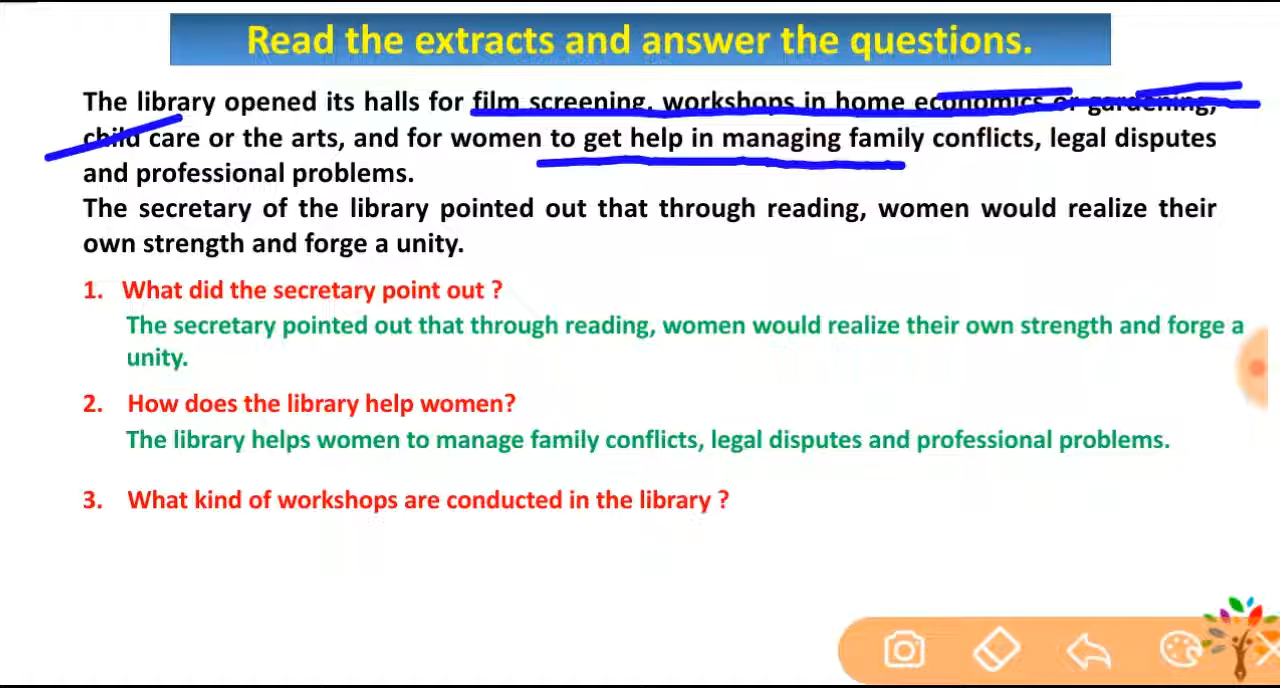 Read the extracts and answer the questions.
The library opened its halls for film screening, workshops in home economics or gardening,
child care or the arts, and for women to get help in managing family conflicts, legal disputes
and professional problems.
The secretary of the library pointed out that through reading, women would realize their
own strength and forge a unity.
1. What did the secretary point out ?
The secretary pointed out that through reading, women would realize their own strength and forge a
unity.
2. How does the library help women?
The library helps women to manage family conflicts, legal disputes and professional problems.
3. What kind of workshops are conducted in the library ?